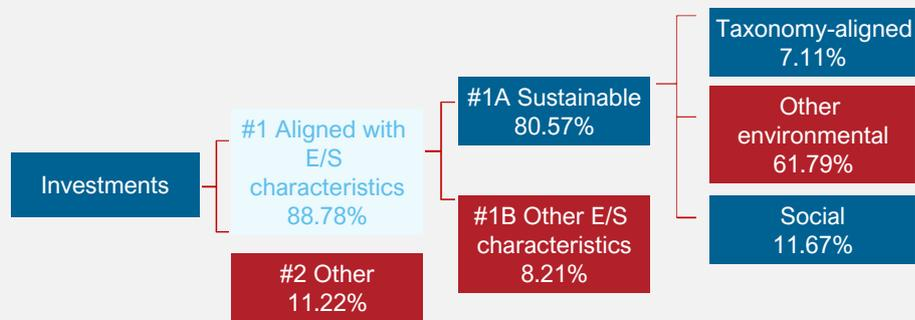 Investments
#1 Aligned with
E/S
characteristics
88.78%
#2 Other
11.22%
#1A Sustainable
80.57%
#1B Other E/S
characteristics
8.21%
Taxonomy-aligned
7.11%
Other
environmental
61.79%
Social
11.67%